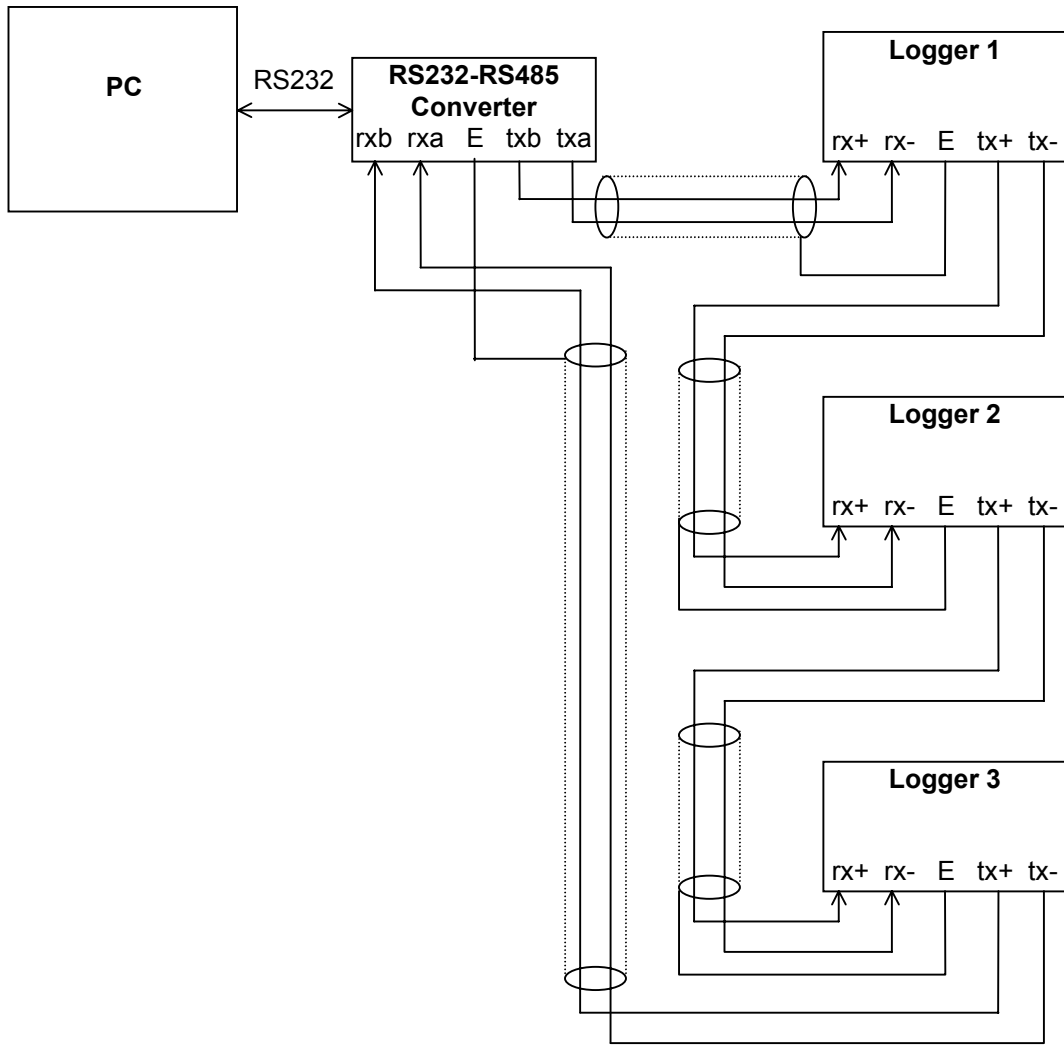 PC
RS232
RS232-RS485
Converter
rxb rxa E txb txa
Logger 1
rx+ rx- E tx+ tx-
Logger 2
rx+ rx- E tx+ tx-
Logger 3
rx+ rx- E tx+ tx-